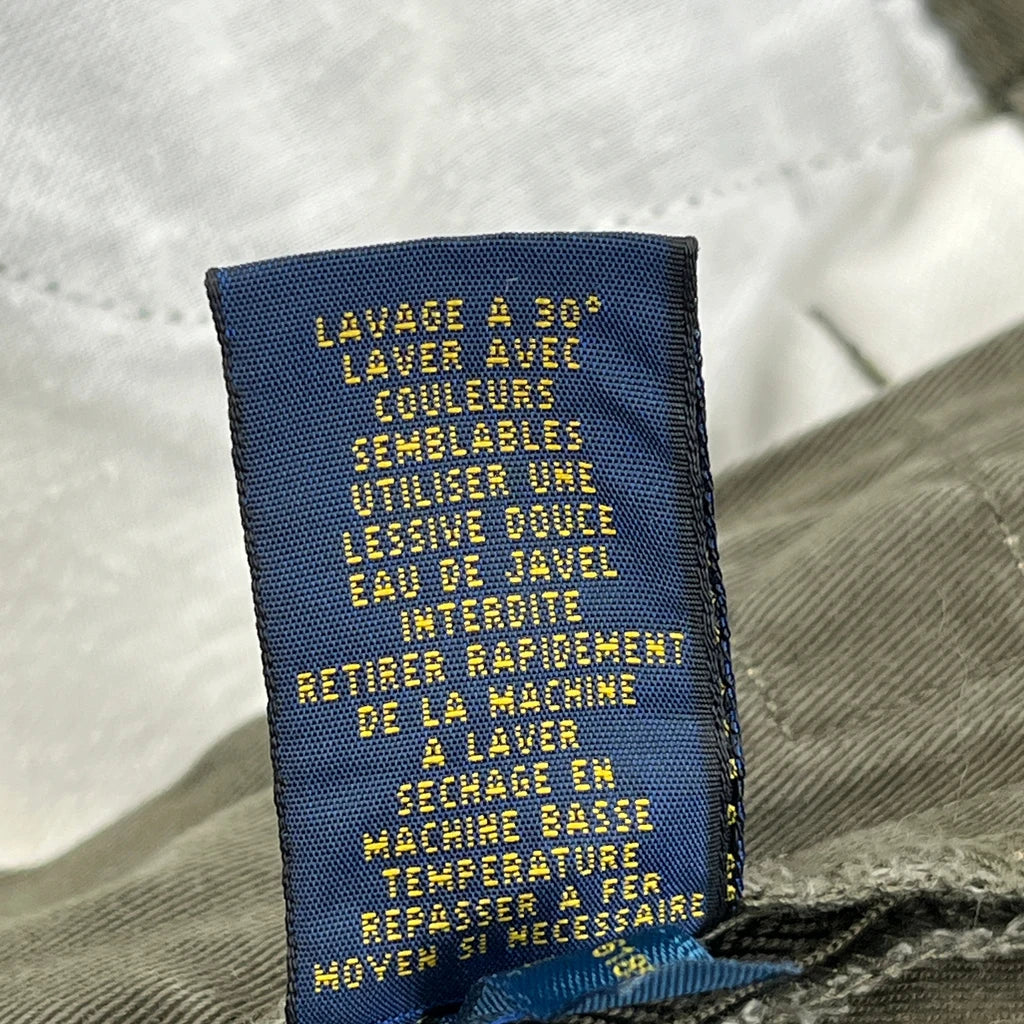 LAVAGE A 30°
LAVER AVEC
COULEURS
SEMBLABLES
UTILISER UNE
LESSIVE DOUCE
EAU DE JAVEL
INTERDITE
RETIRER RAPIDEMENT
DE LA MACHINE
A LAVER
SECHAGE EN
MACHINE BASSE
TEMPERATURE
REPASSER A FER
MOYEN SI NECESSAIRE